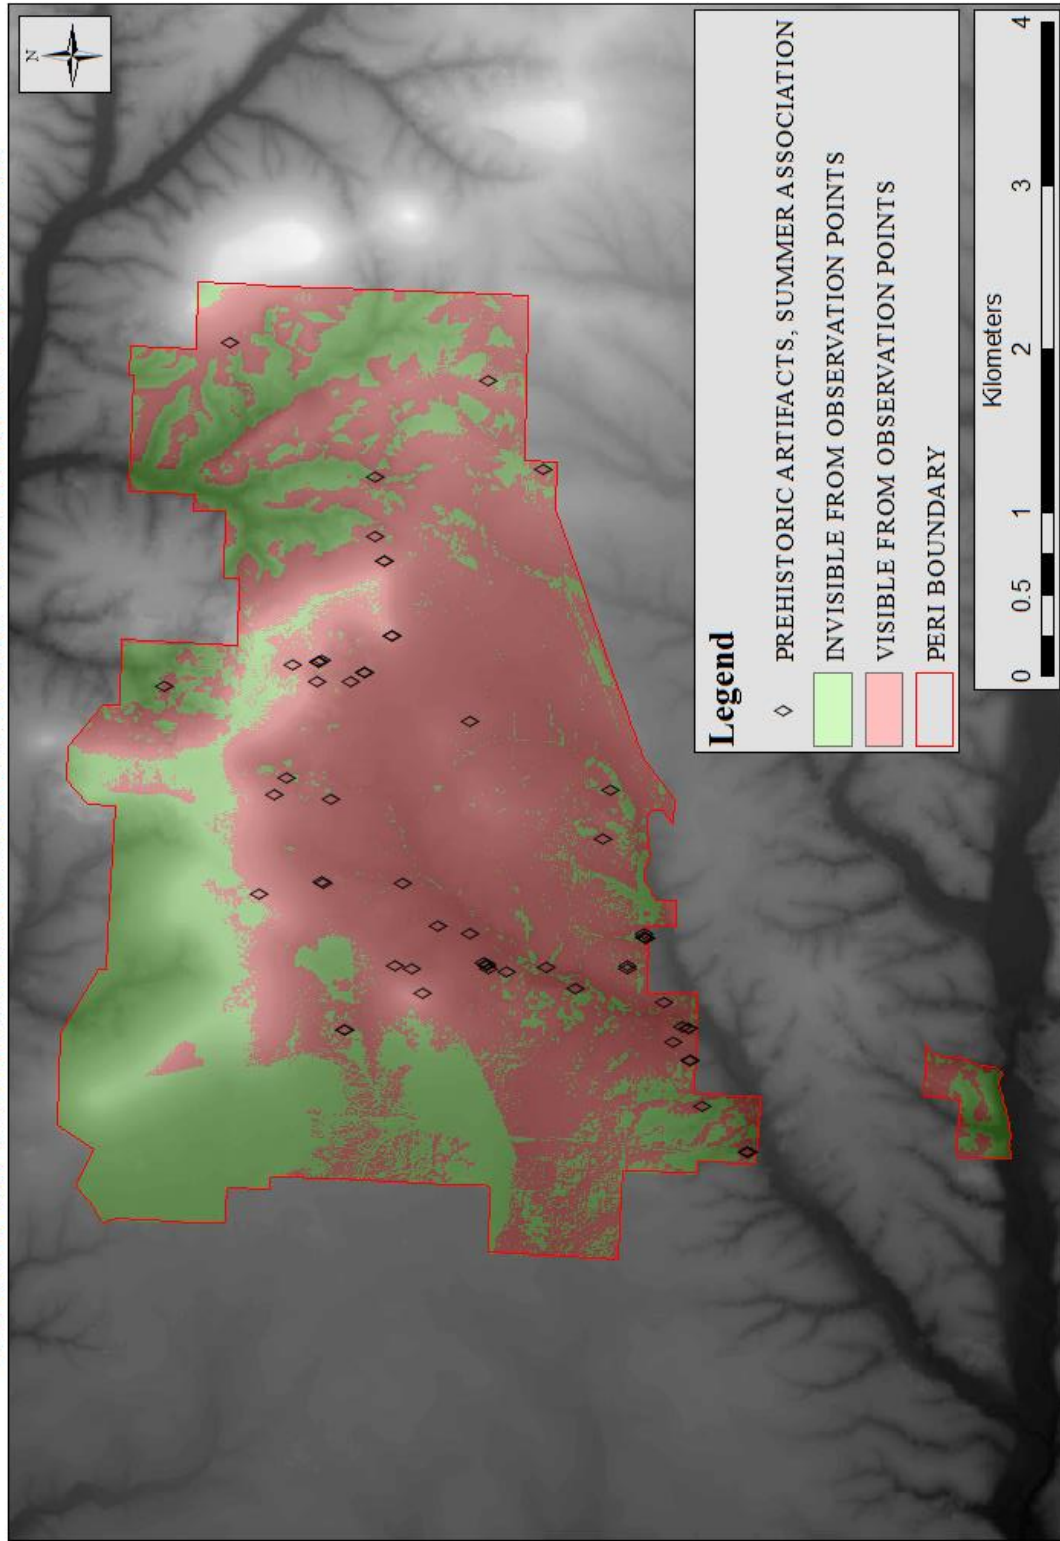 N
Legend
PREHISTORIC ARTIFACTS, SUMMER ASSOCIATION
INVISIBLE FROM OBSERVATION POINTS
VISIBLE FROM OBSERVATION POINTS
PERI BOUNDARY
Kilometers
0 0.5 1 2 3 4